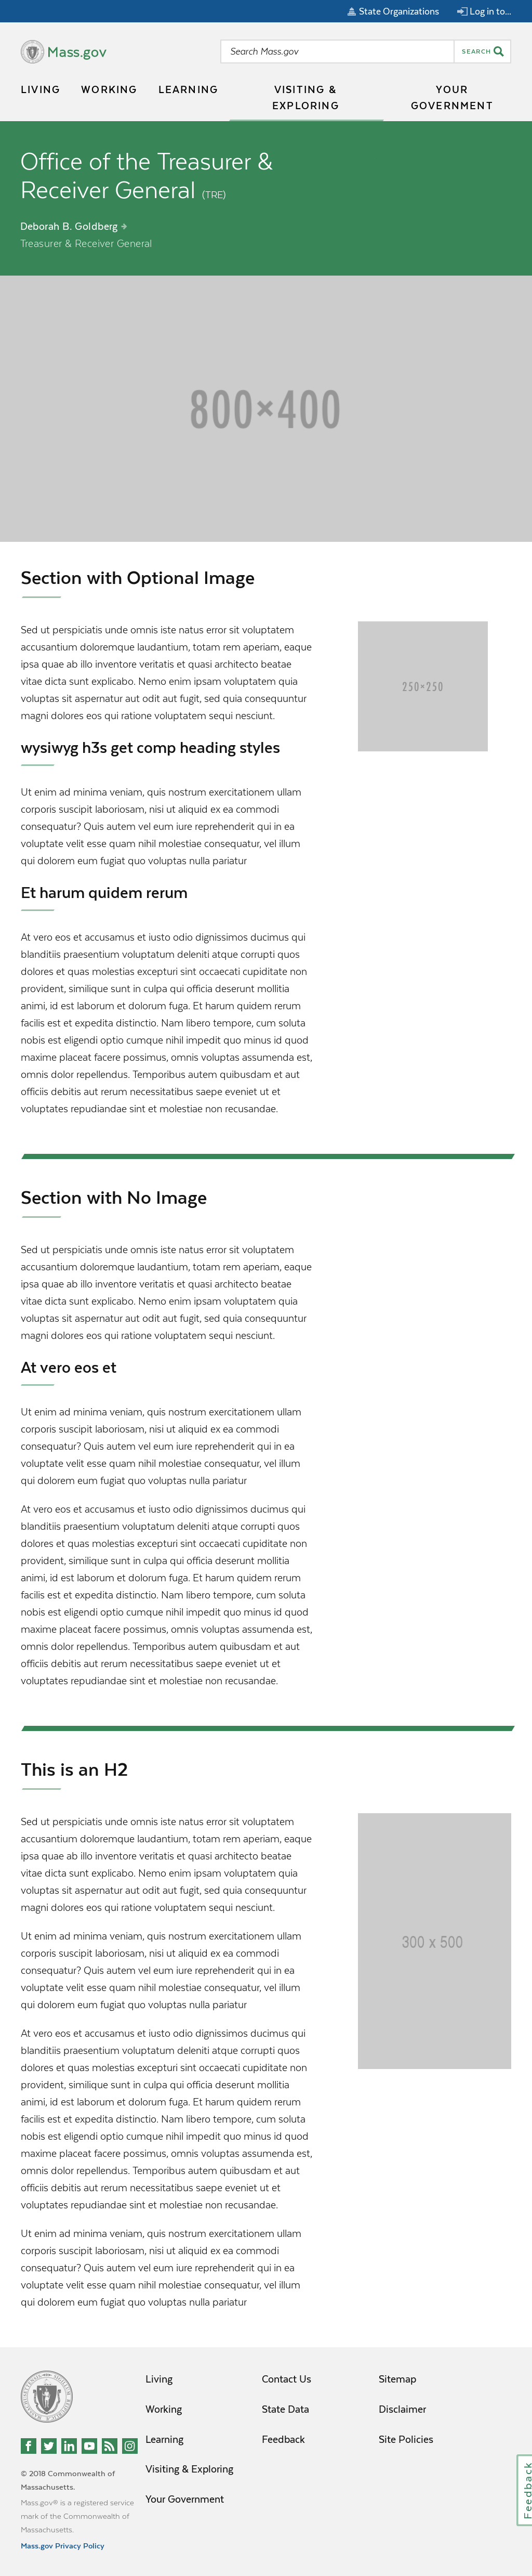 State Organizations
Log in to...
Mass.gov
Search Mass.gov
SEARCH
LIVING
WORKING
LEARNING
VISITING &
EXPLORING
YOUR
GOVERNMENT
Office of the Treasurer &
Receiver General (TRE)
Deborah B. Goldberg
Treasurer & Receiver General
800×400
Section with Optional Image
Sed ut perspiciatis unde omnis iste natus error sit voluptatem
accusantium doloremque laudantium, totam rem aperiam, eaque
ipsa quae ab illo inventore veritatis et quasi architecto beatae
vitae dicta sunt explicabo. Nemo enim ipsam voluptatem quia
voluptas sit aspernatur aut odit aut fugit, sed quia consequuntur
magni dolores eos qui ratione voluptatem sequi nesciunt.
250×250
wysiwyg h3s get comp heading styles
Ut enim ad minima veniam, quis nostrum exercitationem ullam
corporis suscipit laboriosam, nisi ut aliquid ex ea commodi
consequatur? Quis autem vel eum iure reprehenderit qui in ea
voluptate velit esse quam nihil molestiae consequatur, vel illum
qui dolorem eum fugiat quo voluptas nulla pariatur
Et harum quidem rerum
At vero eos et accusamus et iusto odio dignissimos ducimus qui
blanditiis praesentium voluptatum deleniti atque corrupti quos
dolores et quas molestias excepturi sint occaecati cupiditate non
provident, similique sunt in culpa qui officia deserunt mollitia
animi, id est laborum et dolorum fuga. Et harum quidem rerum
facilis est et expedita distinctio. Nam libero tempore, cum soluta
nobis est eligendi optio cumque nihil impedit quo minus id quod
maxime placeat facere possimus, omnis voluptas assumenda est,
omnis dolor repellendus. Temporibus autem quibusdam et aut
officiis debitis aut rerum necessitatibus saepe eveniet ut et
voluptates repudiandae sint et molestiae non recusandae.
Section with No Image
Sed ut perspiciatis unde omnis iste natus error sit voluptatem
accusantium doloremque laudantium, totam rem aperiam, eaque
ipsa quae ab illo inventore veritatis et quasi architecto beatae
vitae dicta sunt explicabo. Nemo enim ipsam voluptatem quia
voluptas sit aspernatur aut odit aut fugit, sed quia consequuntur
magni dolores eos qui ratione voluptatem sequi nesciunt.
At vero eos et
Ut enim ad minima veniam, quis nostrum exercitationem ullam
corporis suscipit laboriosam, nisi ut aliquid ex ea commodi
consequatur? Quis autem vel eum iure reprehenderit qui in ea
voluptate velit esse quam nihil molestiae consequatur, vel illum
qui dolorem eum fugiat quo voluptas nulla pariatur
At vero eos et accusamus et iusto odio dignissimos ducimus qui
blanditiis praesentium voluptatum deleniti atque corrupti quos
dolores et quas molestias excepturi sint occaecati cupiditate non
provident, similique sunt in culpa qui officia deserunt mollitia
animi, id est laborum et dolorum fuga. Et harum quidem rerum
facilis est et expedita distinctio. Nam libero tempore, cum soluta
nobis est eligendi optio cumque nihil impedit quo minus id quod
maxime placeat facere possimus, omnis voluptas assumenda est,
omnis dolor repellendus. Temporibus autem quibusdam et aut
officiis debitis aut rerum necessitatibus saepe eveniet ut et
voluptates repudiandae sint et molestiae non recusandae.
This is an H2
Sed ut perspiciatis unde omnis iste natus error sit voluptatem
accusantium doloremque laudantium, totam rem aperiam, eaque
ipsa quae ab illo inventore veritatis et quasi architecto beatae
vitae dicta sunt explicabo. Nemo enim ipsam voluptatem quia
voluptas sit aspernatur aut odit aut fugit, sed quia consequuntur
magni dolores eos qui ratione voluptatem sequi nesciunt.
300 x 500
Ut enim ad minima veniam, quis nostrum exercitationem ullam
corporis suscipit laboriosam, nisi ut aliquid ex ea commodi
consequatur? Quis autem vel eum iure reprehenderit qui in ea
voluptate velit esse quam nihil molestiae consequatur, vel illum
qui dolorem eum fugiat quo voluptas nulla pariatur
At vero eos et accusamus et iusto odio dignissimos ducimus qui
blanditiis praesentium voluptatum deleniti atque corrupti quos
dolores et quas molestias excepturi sint occaecati cupiditate non
provident, similique sunt in culpa qui officia deserunt mollitia
animi, id est laborum et dolorum fuga. Et harum quidem rerum
facilis est et expedita distinctio. Nam libero tempore, cum soluta
nobis est eligendi optio cumque nihil impedit quo minus id quod
maxime placeat facere possimus, omnis voluptas assumenda est,
omnis dolor repellendus. Temporibus autem quibusdam et aut
officiis debitis aut rerum necessitatibus saepe eveniet ut et
voluptates repudiandae sint et molestiae non recusandae.
Ut enim ad minima veniam, quis nostrum exercitationem ullam
corporis suscipit laboriosam, nisi ut aliquid ex ea commodi
consequatur? Quis autem vel eum iure reprehenderit qui in ea
voluptate velit esse quam nihil molestiae consequatur, vel illum
qui dolorem eum fugiat quo voluptas nulla pariatur
© 2018 Commonwealth of
Massachusetts.
Mass.gov® is a registered service
mark of the Commonwealth of
Massachusetts.
Mass.gov Privacy Policy
Living
Working
Learning
Visiting & Exploring
Your Government
Contact Us
State Data
Feedback
Sitemap
Disclaimer
Site Policies
Feedback